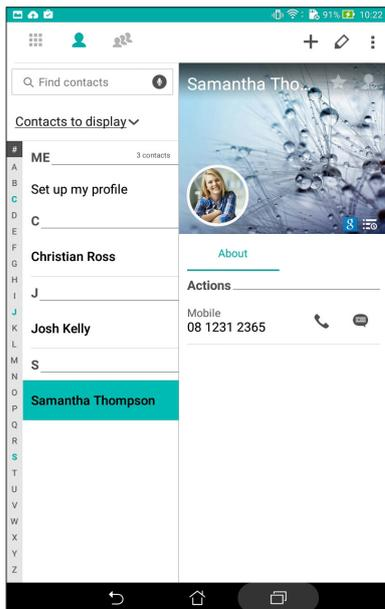 91% 10:22
Find contacts
Contacts to display
#
A
B
C
D
E
F
G
H
I
J
K
L
M
N
O
P
Q
R
S
T
U
V
W
X
Y
Z
ME 3 contacts
Set up my profile
C
Christian Ross
J
Josh Kelly
S
Samantha Thompson
Samantha Tho...
8
About
Actions
Mobile
08 1231 2365